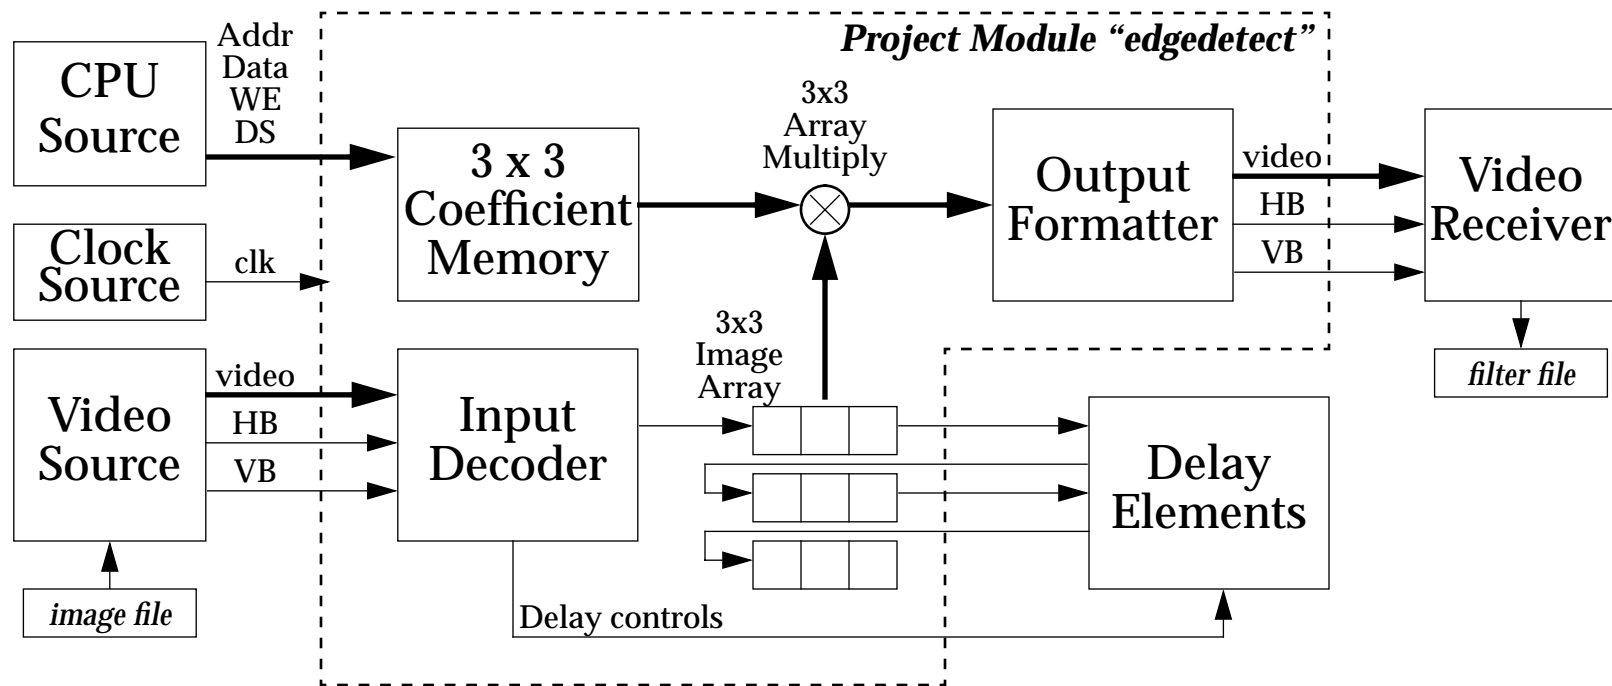 Project Module “edgedetect”
Addr
Data
WE
DS
CPU
Source
3 x 3
Coefficient
Memory
3x3
Array
Multiply
Output
Formatter
video
HB
VB
Video
Receiver
Clock
Source
clk
filter file
Video
Source
video
HB
VB
Input
Decoder
3x3
Image
Array
Delay
Elements
image file
Delay controls